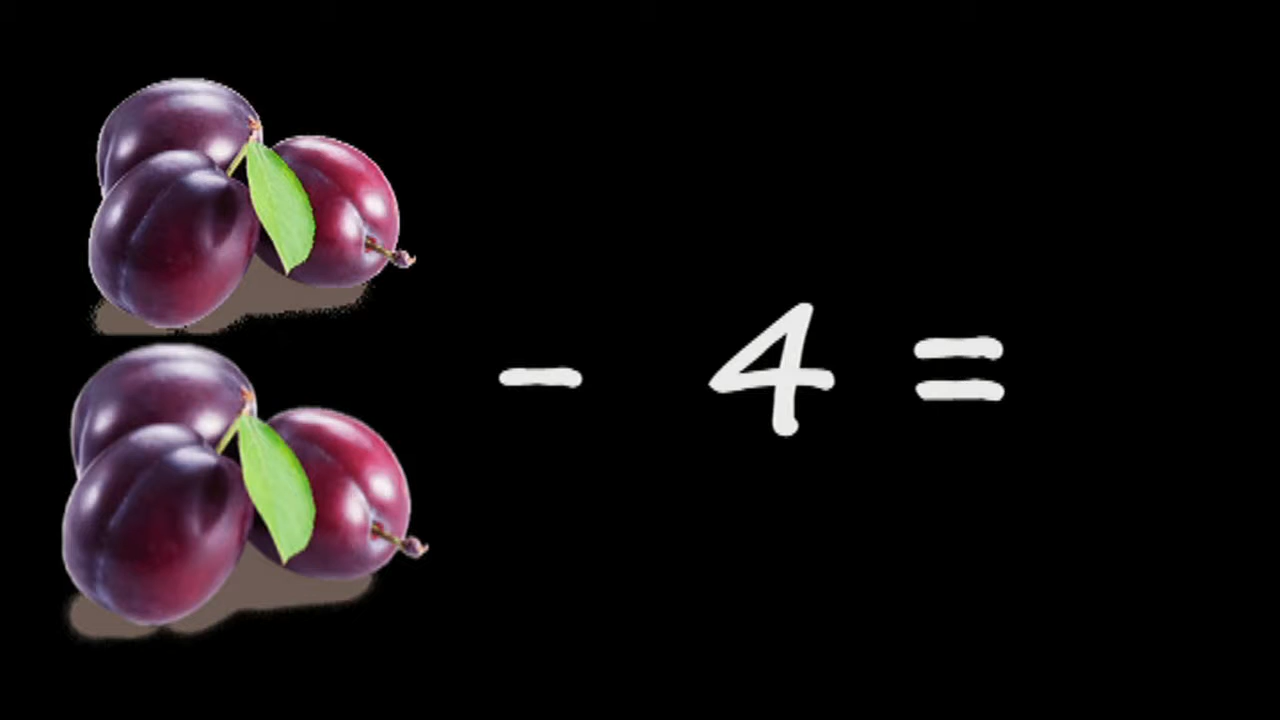 - 4 =